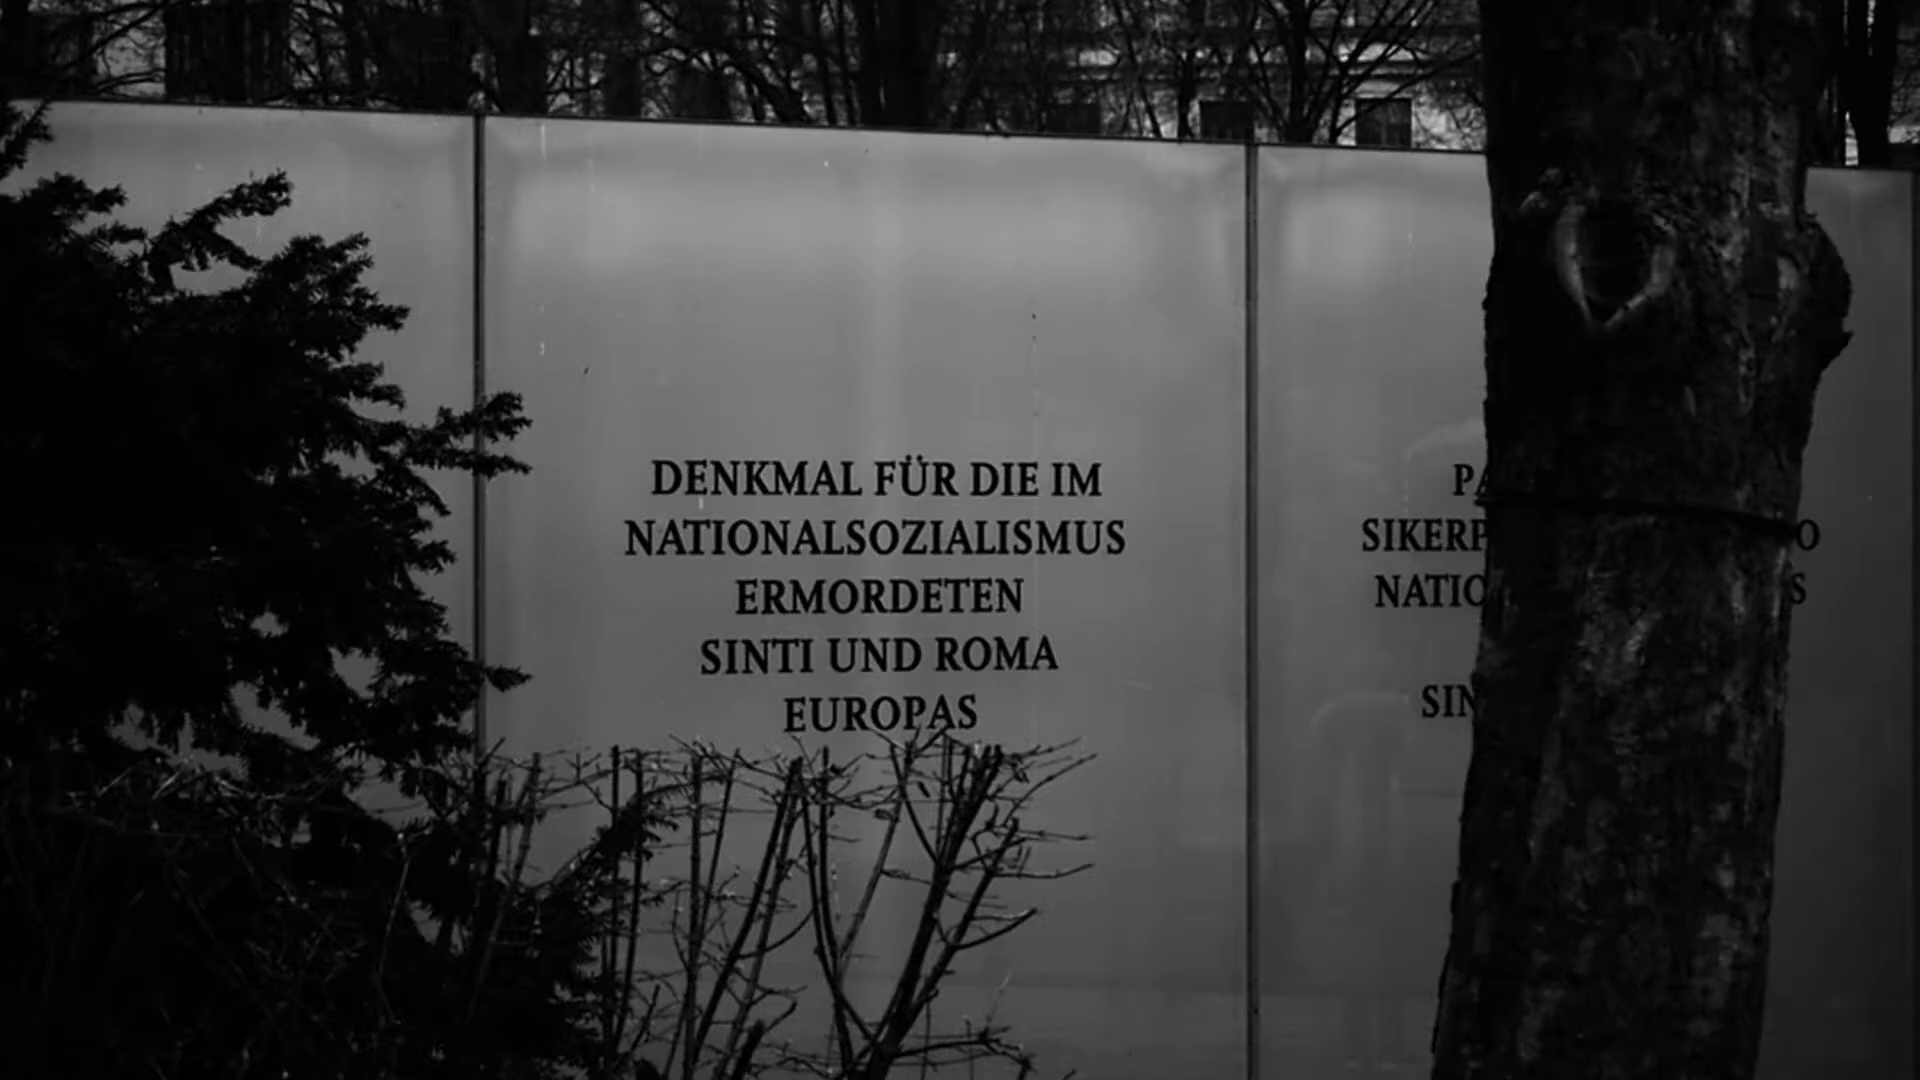 DENKMAL FÜR DIE IM
NATIONALSOZIALISMUS
ERMORDETEN
SINTI UND ROMA
EUROPAS